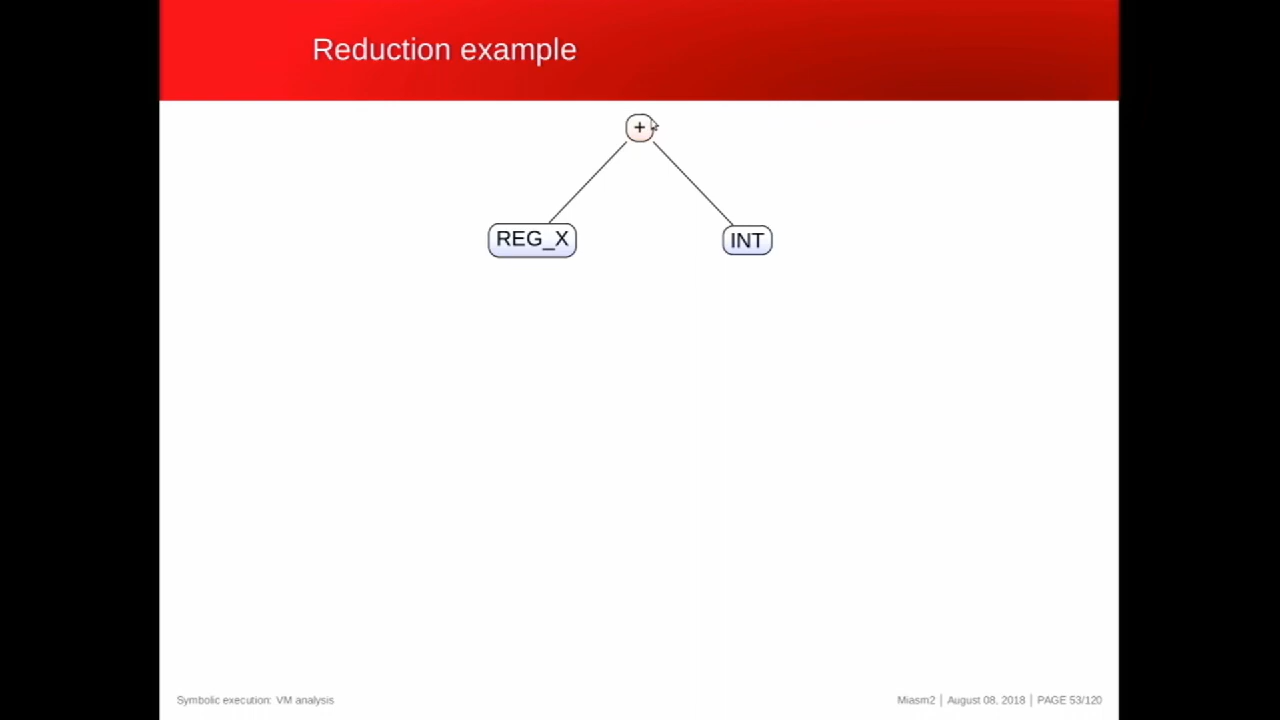 Reduction example
+
REG_X
INT
Symbolic execution: VM analysis
Miasm2 | August 08, 2018 | PAGE 53/120